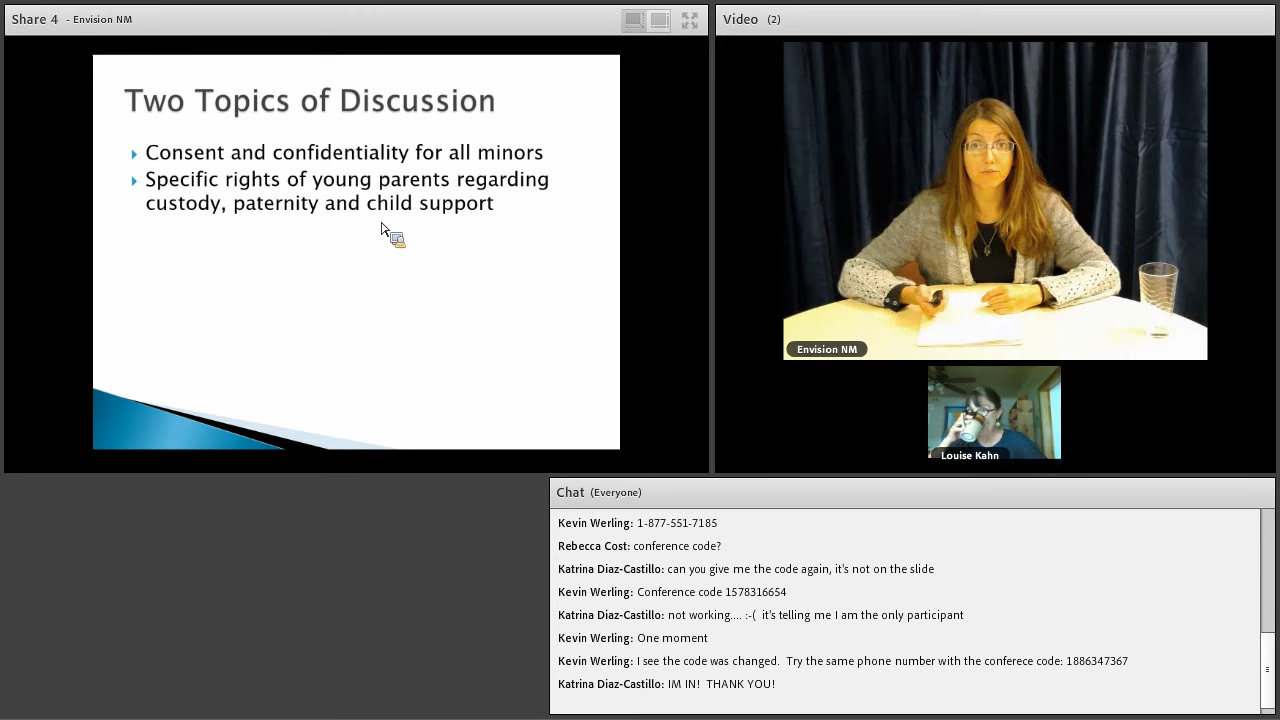 Share 4 - Envision NM
Two Topics of Discussion
Consent and confidentiality for all minors
Specific rights of young parents regarding
custody, paternity and child support
Video (2)
Envision NM
Louise Kahn
Chat (Everyone)
Kevin Werling: 1-877-551-7185
Rebecca Cost: conference code?
Katrina Diaz-Castillo: can you give me the code again, it's not on the slide
Kevin Werling: Conference code 1578316654
Katrina Diaz-Castillo: not working.... :-(  it's telling me I am the only participant
Kevin Werling: One moment
Kevin Werling: I see the code was changed.  Try the same phone number with the conferece code: 1886347367
Katrina Diaz-Castillo: IM IN!  THANK YOU!